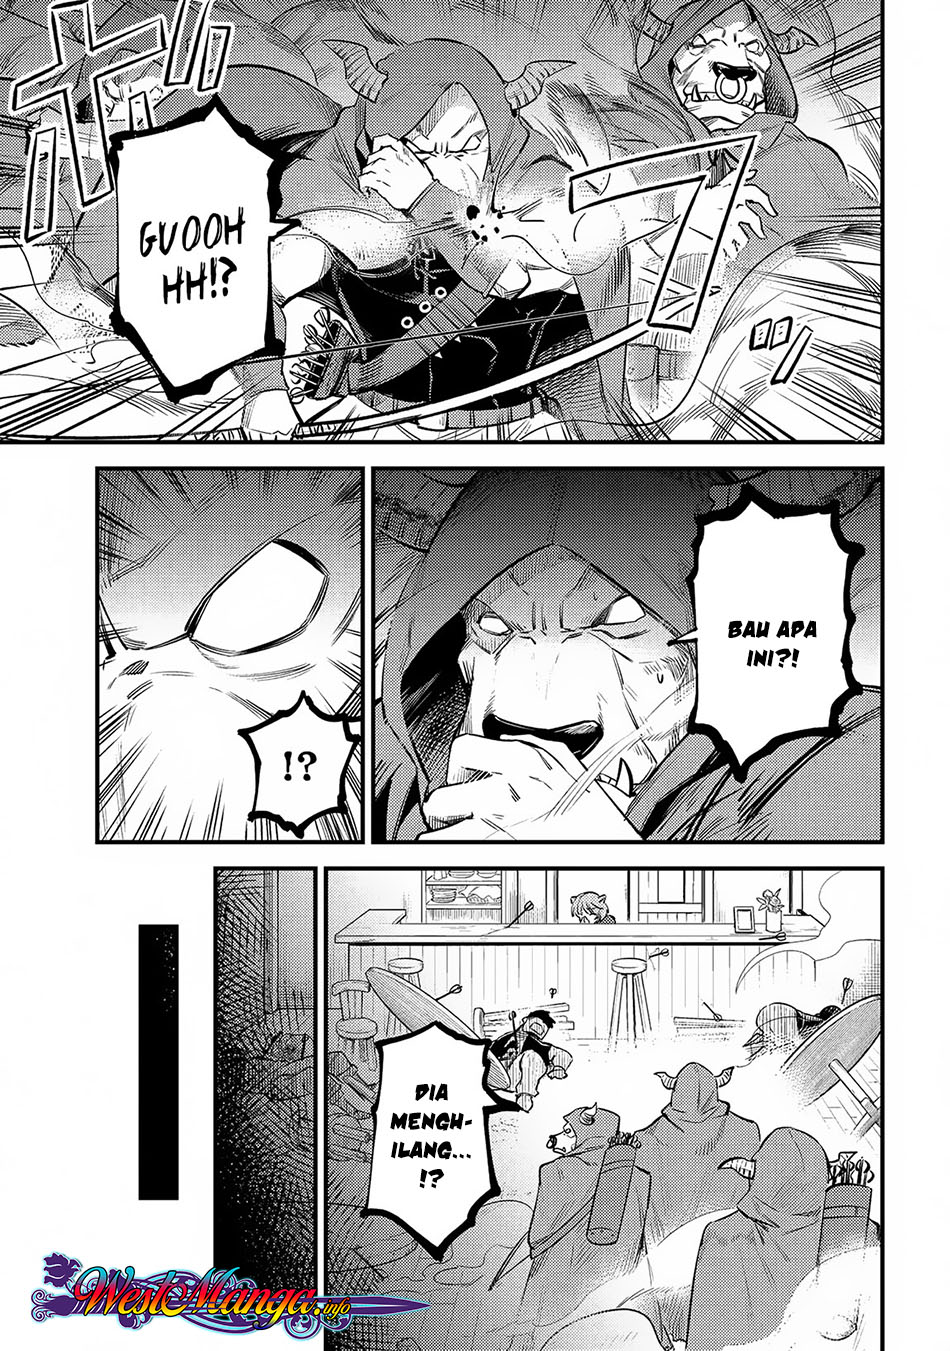 GUOOH
HH!?
BAU APA
INI?!
!?
DIA
MENGH-
ILANG...
!?
WestManga.info